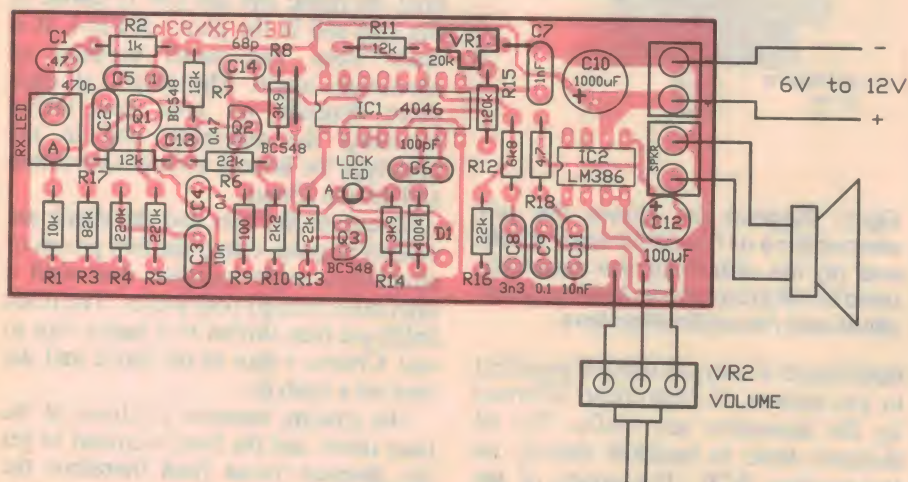 C1
.47
R2
1k
68p
R8
R11
12k
VR1
20k
C7
1nF
C10
1000uF
+
-
6V to 12V
+
470p
C5
12k
R7
C14
3k9
IC1 4046
120k
R15
RX LED
A
C2
Q1
BC548
C13
0.47
Q2
BC548
100pF
C6
R12
6k8
4.7
IC2
LM386
SPKR
R17
12k
22k
R6
LOCK
LED
A
R18
+
C12
100uF
10k
82k
220k
220k
C4
0.1
C3
10n
100
2k2
22k
Q3
BC548
3k9
4004
D1
22k
C8
C9
C11
R1
R3
R4
R5
R9
R10
R13
R14
R16
3n3
0.1
10nF
VR2
VOLUME